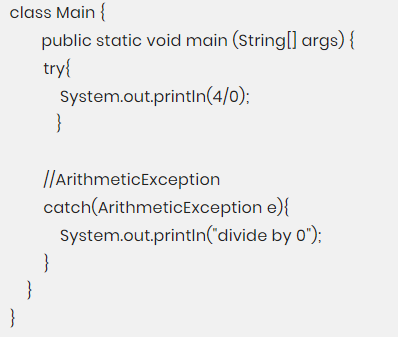 class Main {
public static void main (String[] args) {
try{
System.out.println(4/0);
}
//ArithmeticException
catch(ArithmeticException e){
System.out.println("divide by 0");
}
}
}